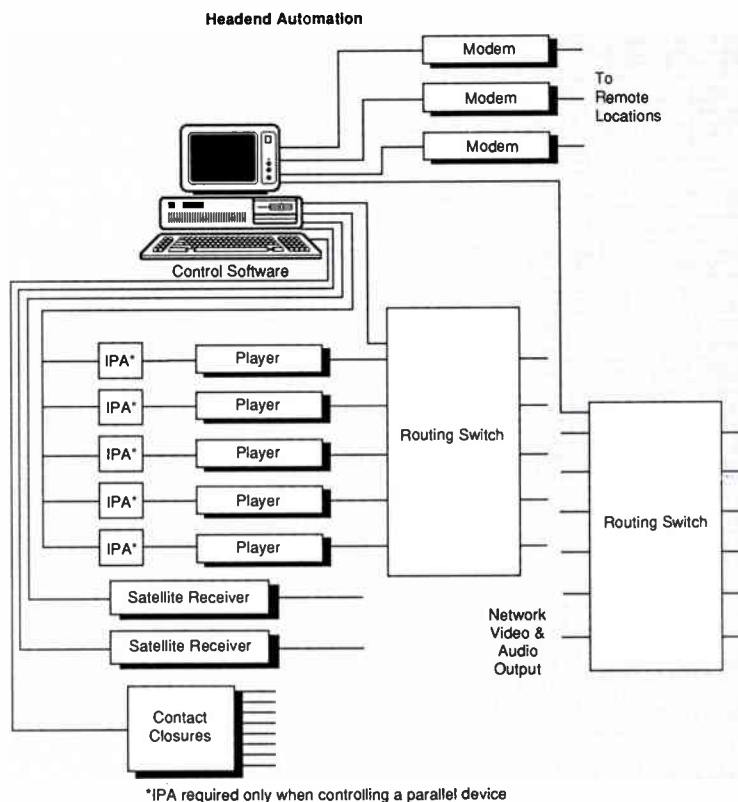 Headend Automation
Modem
Modem
Modem
To
Remote
Locations
Control Software
IPA*
Player
IPA*
Player
IPA*
Player
IPA*
Player
IPA*
Player
Routing Switch
Routing Switch
Satellite Receiver
Satellite Receiver
Network
Video &
Audio
Output
Contact
Closures
*IPA required only when controlling a parallel device